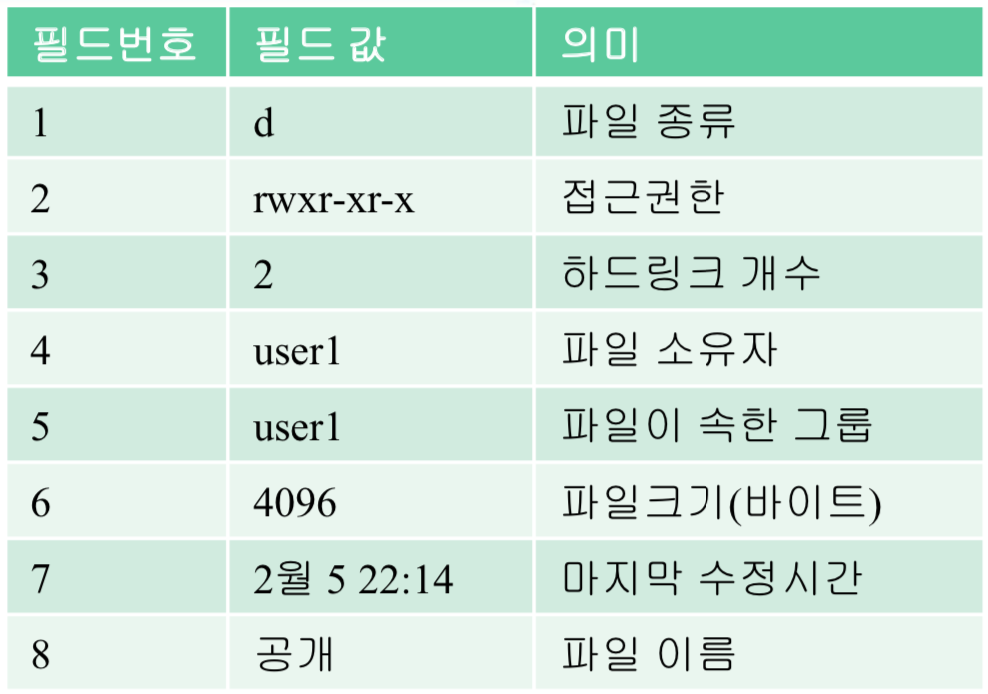 필드번호 필드 값 의미
1 d 파일 종류
2 rwxr-xr-x 접근권한
3 2 하드링크 개수
4 user1 파일 소유자
5 user1 파일이 속한 그룹
6 4096 파일크기(바이트)
7 2월 5 22:14 마지막 수정시간
8 공개 파일 이름